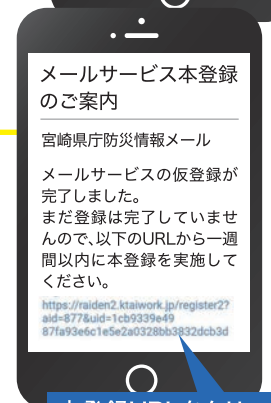 メールサービス本登録
のご案内
宮崎県庁防災情報メール
メールサービスの仮登録が
完了しました。
まだ登録は完了していませ
んので、以下のURLから一週
間以内に本登録を実施して
ください。
https://raiden2.ktaiwork.jp/register2?
aid=877&uid=1cb9339e49
87fa93e6c1e5e2a0328bb3832dcb3d